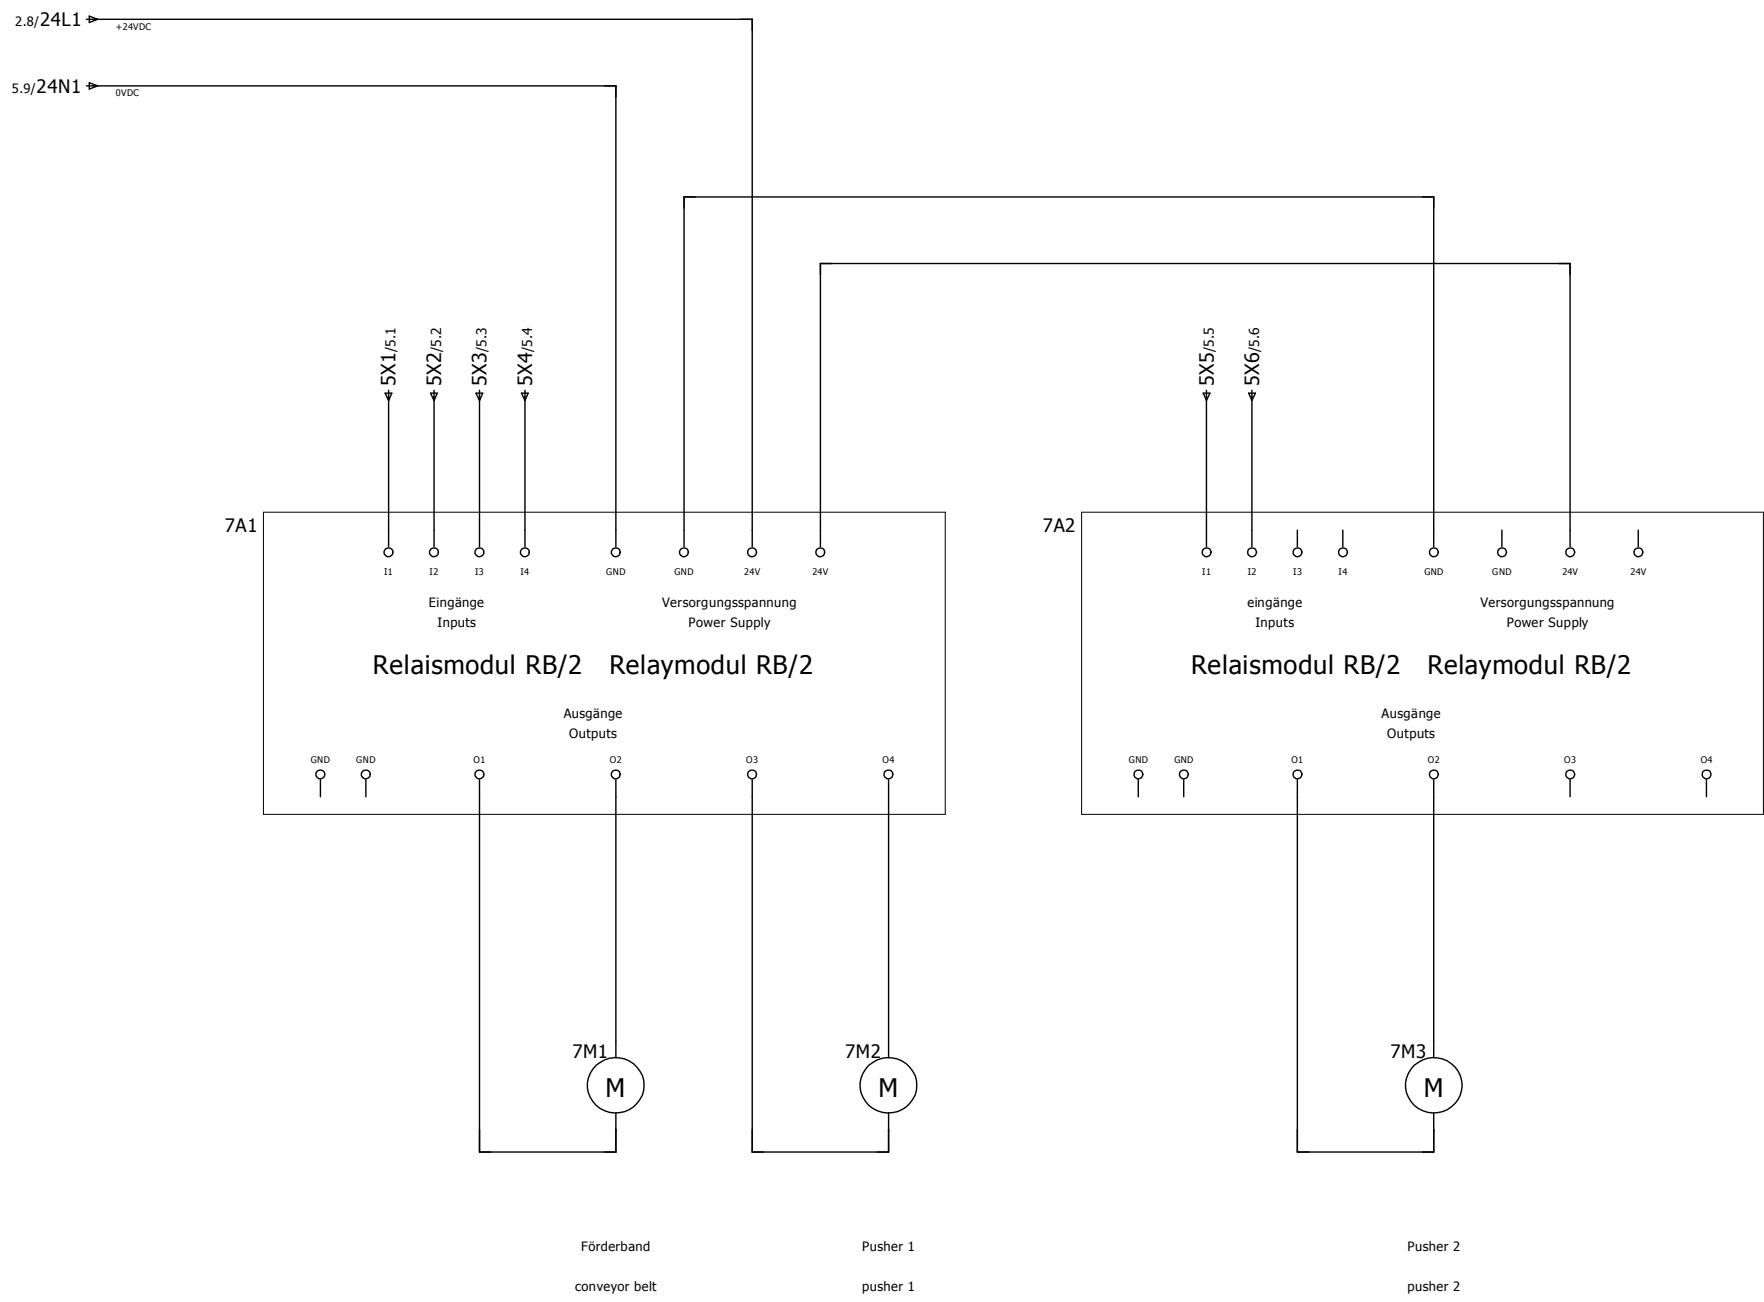 2.8/24L1
+24VDC
5.9/24N1
0VDC
5X1/5.1
5X2/5.2
5X3/5.3
5X4/5.4
5X5/5.5
5X6/5.6
7A1
I1 I2 I3 I4 GND GND 24V 24V
Eingänge Versorgungsspannung
Inputs Power Supply
Relaismodul RB/2 Relaymodul RB/2
Ausgänge
Outputs
GND GND O1 O2 O3 O4
7A2
I1 I2 I3 I4 GND GND 24V 24V
eingänge Versorgungsspannung
Inputs Power Supply
Relaismodul RB/2 Relaymodul RB/2
Ausgänge
Outputs
GND GND O1 O2 O3 O4
7M1
M
7M2
M
7M3
M
Förderband
conveyor belt
Pusher 1
pusher 1
Pusher 2
pusher 2